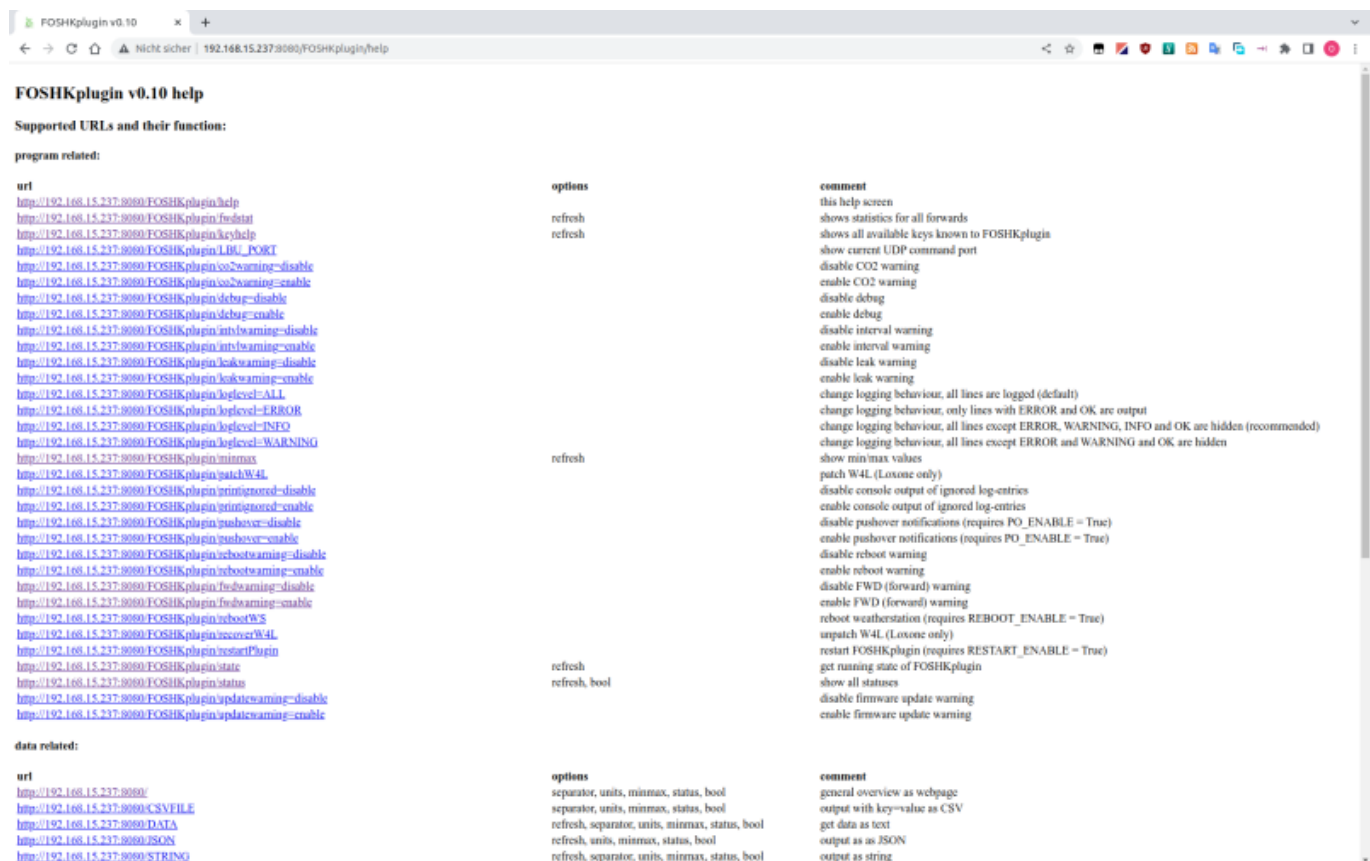 FOSHKplugin v0.10
Nicht sicher | 192.168.15.237:8080/FOSHKplugin/help
FOSHKplugin v0.10 help
Supported URLs and their function:
program related:
url options comment
http://192.168.15.237:8080/FOSHKplugin/help this help screen
http://192.168.15.237:8080/FOSHKplugin/fwdstat refresh shows statistics for all forwards
http://192.168.15.237:8080/FOSHKplugin/keyhelp refresh shows all available keys known to FOSHKplugin
http://192.168.15.237:8080/FOSHKplugin/LBU_PORT show current UDP command port
http://192.168.15.237:8080/FOSHKplugin/co2warning=disable disable CO2 warning
http://192.168.15.237:8080/FOSHKplugin/co2warning=enable enable CO2 warning
http://192.168.15.237:8080/FOSHKplugin/debug=disable disable debug
http://192.168.15.237:8080/FOSHKplugin/debug=enable enable debug
http://192.168.15.237:8080/FOSHKplugin/intvlwarning=disable disable interval warning
http://192.168.15.237:8080/FOSHKplugin/intvlwarning=enable enable interval warning
http://192.168.15.237:8080/FOSHKplugin/leakwarning=disable disable leak warning
http://192.168.15.237:8080/FOSHKplugin/leakwarning=enable enable leak warning
http://192.168.15.237:8080/FOSHKplugin/loglevel=ALL change logging behaviour, all lines are logged (default)
http://192.168.15.237:8080/FOSHKplugin/loglevel=ERROR change logging behaviour, only lines with ERROR and OK are output
http://192.168.15.237:8080/FOSHKplugin/loglevel=INFO change logging behaviour, all lines except ERROR, WARNING, INFO and OK are hidden (recommended)
http://192.168.15.237:8080/FOSHKplugin/loglevel=WARNING change logging behaviour, all lines except ERROR and WARNING and OK are hidden
http://192.168.15.237:8080/FOSHKplugin/minmax refresh show min/max values
http://192.168.15.237:8080/FOSHKplugin/patchW4L patch W4L (Loxone only)
http://192.168.15.237:8080/FOSHKplugin/printignored=disable disable console output of ignored log-entries
http://192.168.15.237:8080/FOSHKplugin/printignored=enable enable console output of ignored log-entries
http://192.168.15.237:8080/FOSHKplugin/pushover=disable disable pushover notifications (requires PO_ENABLE = True)
http://192.168.15.237:8080/FOSHKplugin/pushover=enable enable pushover notifications (requires PO_ENABLE = True)
http://192.168.15.237:8080/FOSHKplugin/rebootwarning=disable disable reboot warning
http://192.168.15.237:8080/FOSHKplugin/rebootwarning=enable enable reboot warning
http://192.168.15.237:8080/FOSHKplugin/fwdwarning=disable disable FWD (forward) warning
http://192.168.15.237:8080/FOSHKplugin/fwdwarning=enable enable FWD (forward) warning
http://192.168.15.237:8080/FOSHKplugin/rebootWS reboot weatherstation (requires REBOOT_ENABLE = True)
http://192.168.15.237:8080/FOSHKplugin/recoverW4L unpatch W4L (Loxone only)
http://192.168.15.237:8080/FOSHKplugin/restartPlugin restart FOSHKplugin (requires RESTART_ENABLE = True)
http://192.168.15.237:8080/FOSHKplugin/state refresh get running state of FOSHKplugin
http://192.168.15.237:8080/FOSHKplugin/status refresh, bool show all statuses
http://192.168.15.237:8080/FOSHKplugin/updatewarning=disable disable firmware update warning
http://192.168.15.237:8080/FOSHKplugin/updatewarning=enable enable firmware update warning
data related:
url options comment
http://192.168.15.237:8080/ separator, units, minmax, status, bool general overview as webpage
http://192.168.15.237:8080/CSVFILE separator, units, minmax, status, bool output with key=value as CSV
http://192.168.15.237:8080/DATA refresh, separator, units, minmax, status, bool get data as text
http://192.168.15.237:8080/JSON refresh, units, minmax, status, bool output as as JSON
http://192.168.15.237:8080/STRING refresh, separator, units, minmax, status, bool output as string